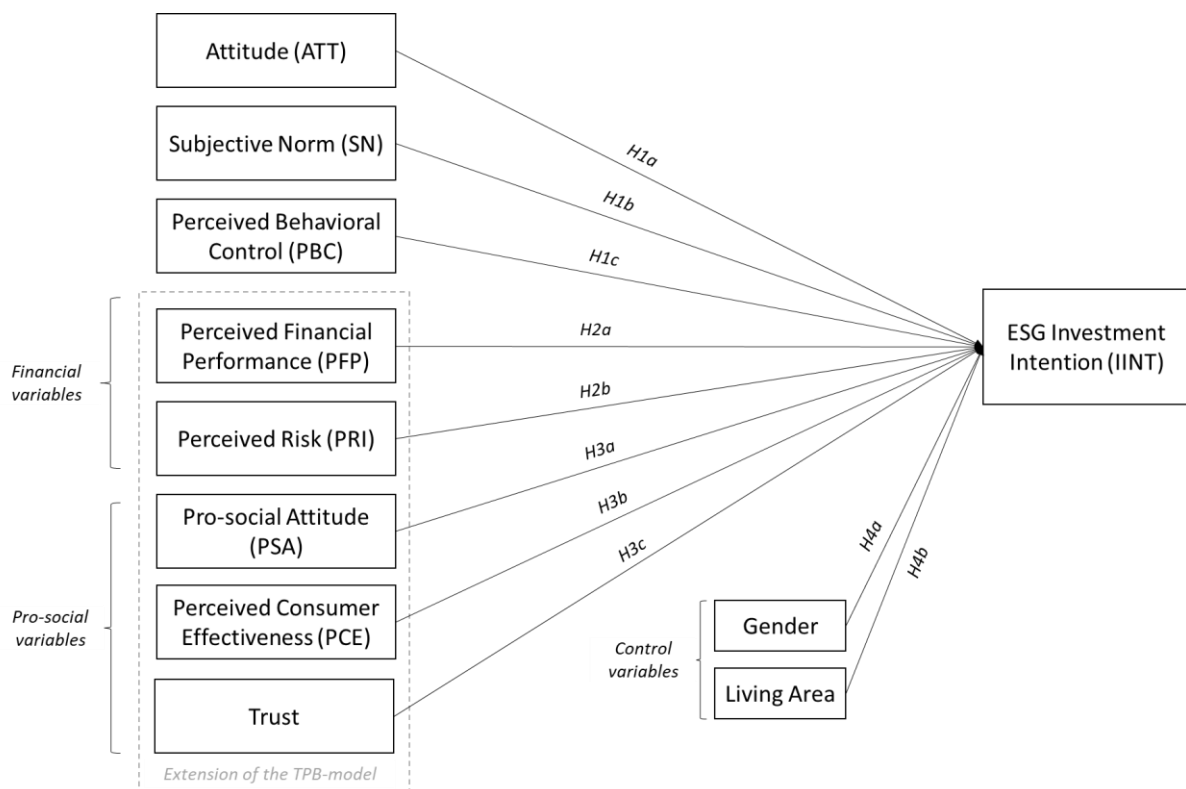 Attitude (ATT)
Subjective Norm (SN)
Perceived Behavioral
Control (PBC)
Financial
variables
Perceived Financial
Performance (PFP)
Perceived Risk (PRI)
Pro-social
variables
Pro-social Attitude
(PSA)
Perceived Consumer
Effectiveness (PCE)
Trust
Extension of the TPB-model
H1a
H1b
H1c
H2a
H2b
H3a
H3b
H3c
H4a
H4b
Control
variables
Gender
Living Area
ESG Investment
Intention (IINT)